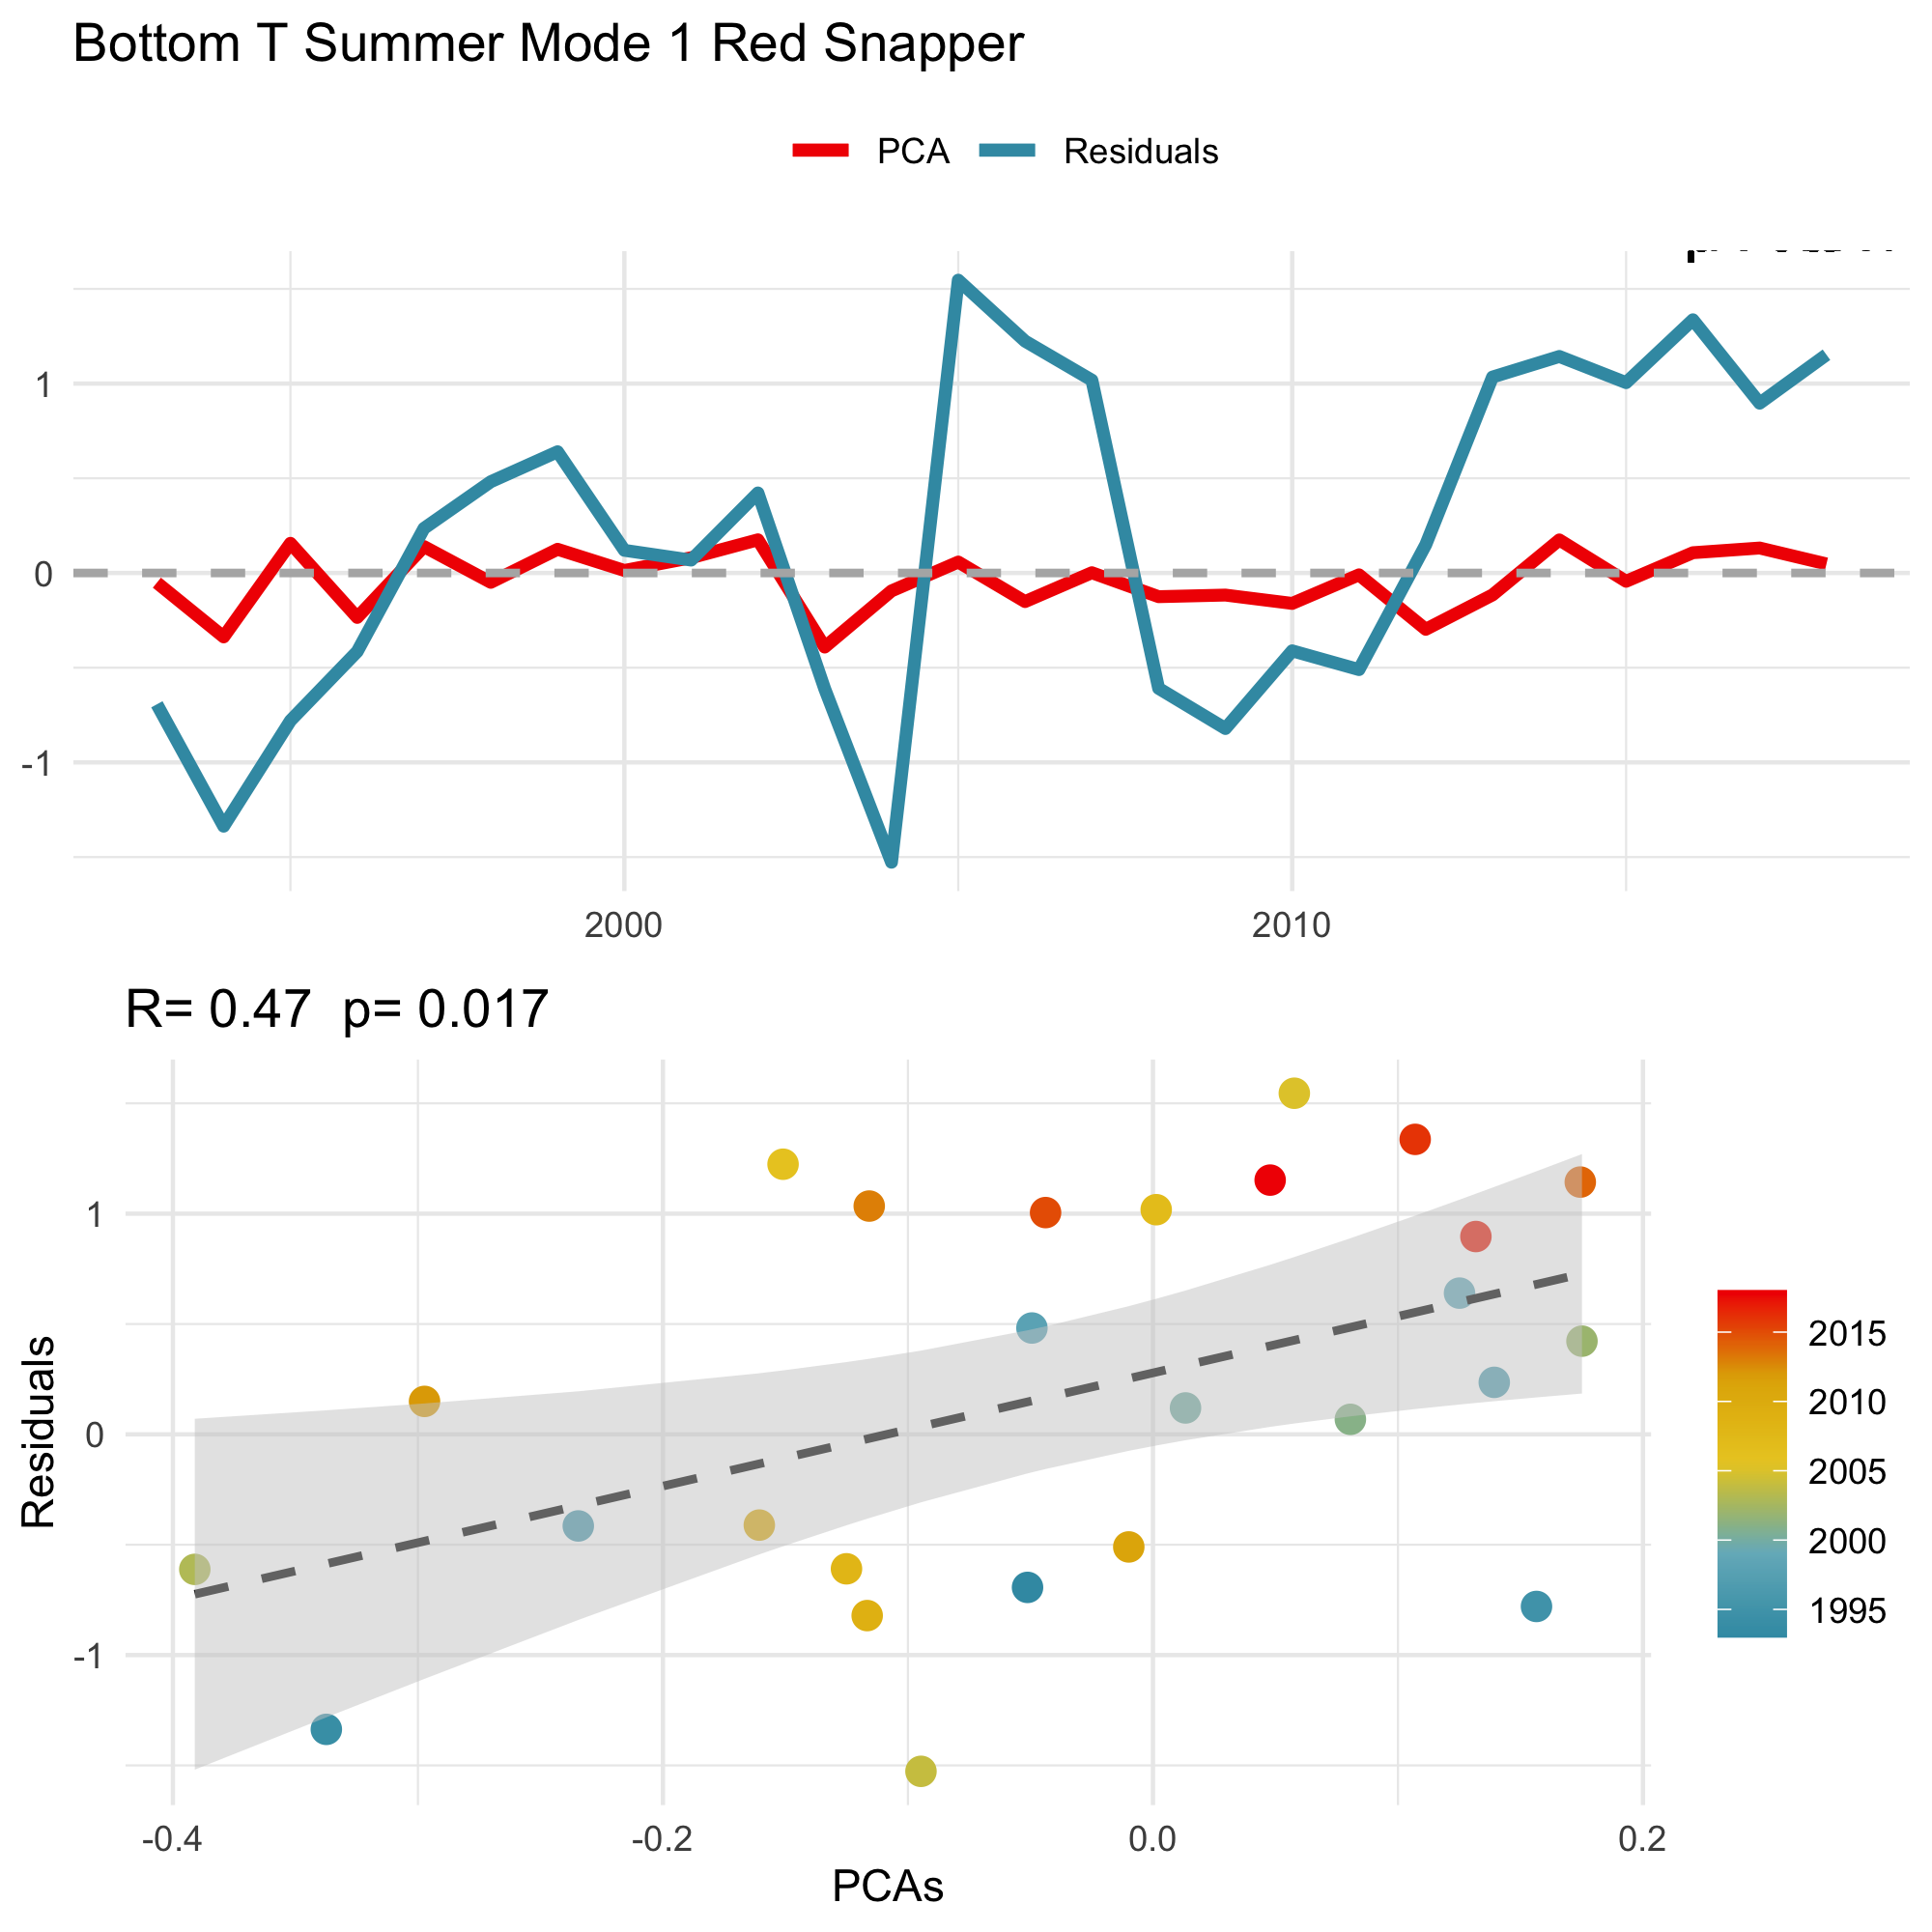 Bottom T Summer Mode 1 Red Snapper
PCA Residuals
1
0
-1
2000 2010
R= 0.47 p= 0.017
Residuals
1
0
-1
-0.4 -0.2 0.0 0.2
PCAs
2015
2010
2005
2000
1995